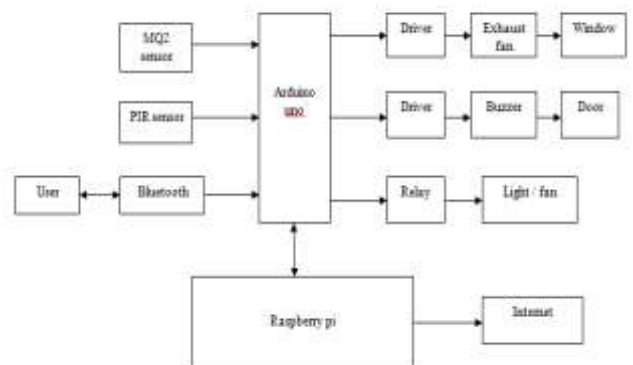 MQ2
sensor
PIR sensor
User
Bluetooth
Arduino
uno
Driver
Exhaust
fan
Window
Driver
Buzzer
Door
Relay
Light / fan
Raspberry pi
Internet